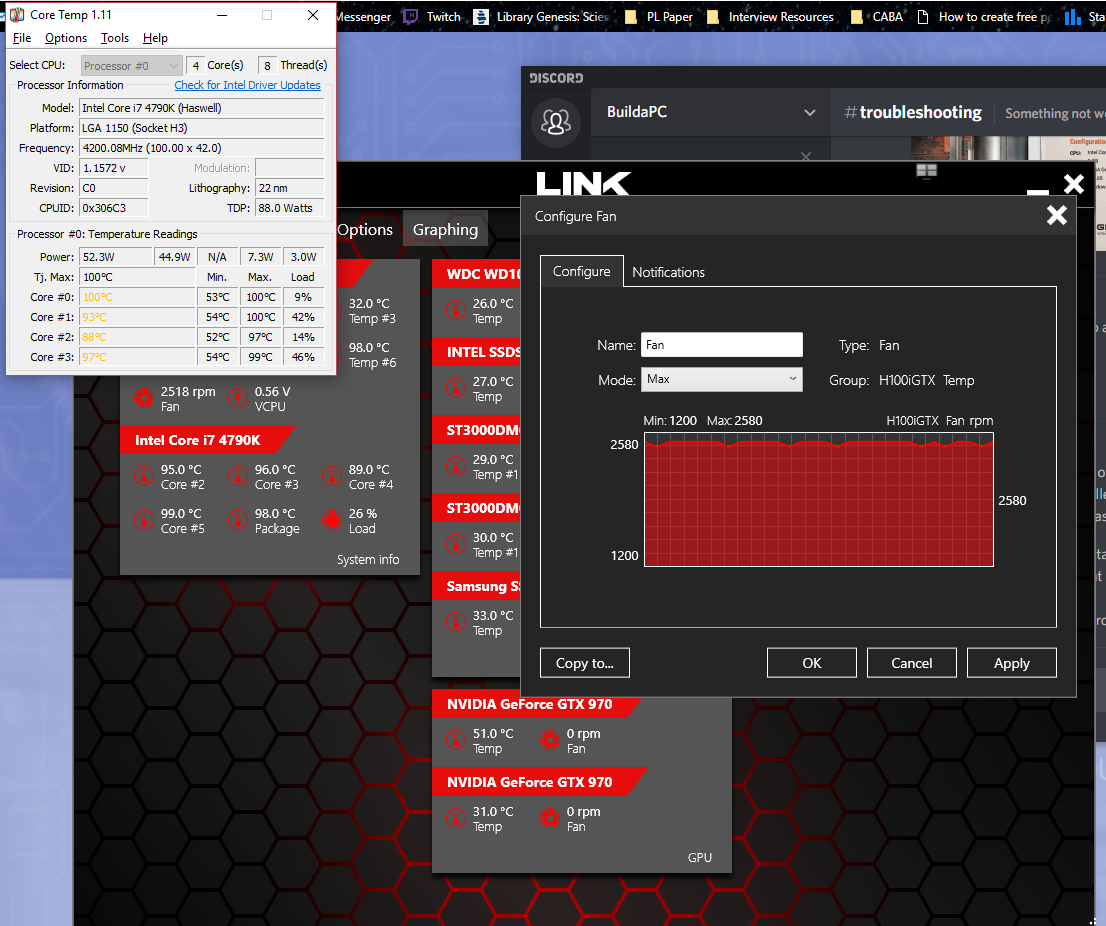 Core Temp 1.11
File Options Tools Help
Select CPU: Processor #0 4 Core(s) 8 Thread(s)
Processor Information Check for Intel Driver Updates
Model: Intel Core i7 4790K (Haswell)
Platform: LGA 1150 (Socket H3)
Frequency: 4200.08MHz (100.00 x 42.0)
VID: 1.1572 v Modulation:
Revision: C0 Lithography: 22 nm
CPUID: 0x306C3 TDP: 88.0 Watts
Processor #0: Temperature Readings
Power: 52.3W 44.9W N/A 7.3W 3.0W
Tj. Max: 100°C Min. Max. Load
Core #0: 100°C 53°C 100°C 9%
Core #1: 93°C 54°C 100°C 42%
Core #2: 88°C 52°C 97°C 14%
Core #3: 97°C 54°C 99°C 46%
Messenger Twitch Library Genesis: PL Paper Interview Resources CABA How to create free
DISCORD
BuildaPC
#troubleshooting Something not
LINK
Options Graphing
32.0 °C
Temp #3
98.0 °C
Temp #6
2518 rpm 0.56 V
Fan VCPU
Intel Core i7 4790K
95.0 °C 96.0 °C 89.0 °C
Core #2 Core #3 Core #4
99.0 °C 98.0 °C 26 %
Core #5 Package Load
System info
WDC WD10
26.0 °C
Temp
INTEL SSDS
27.0 °C
Temp
ST3000DM
29.0 °C
Temp #1
ST3000DM
30.0 °C
Temp #1
Samsung
33.0 °C
Temp
NVIDIA GeForce GTX 970
51.0 °C 0 rpm
Temp Fan
NVIDIA GeForce GTX 970
31.0 °C 0 rpm
Temp Fan
GPU
Configure Fan
Configure Notifications
Name: Fan Type: Fan
Mode: Max Group: H100iGTX Temp
Min: 1200 Max: 2580 H100iGTX Fan rpm
2580
2580
1200
Copy to... OK Cancel Apply